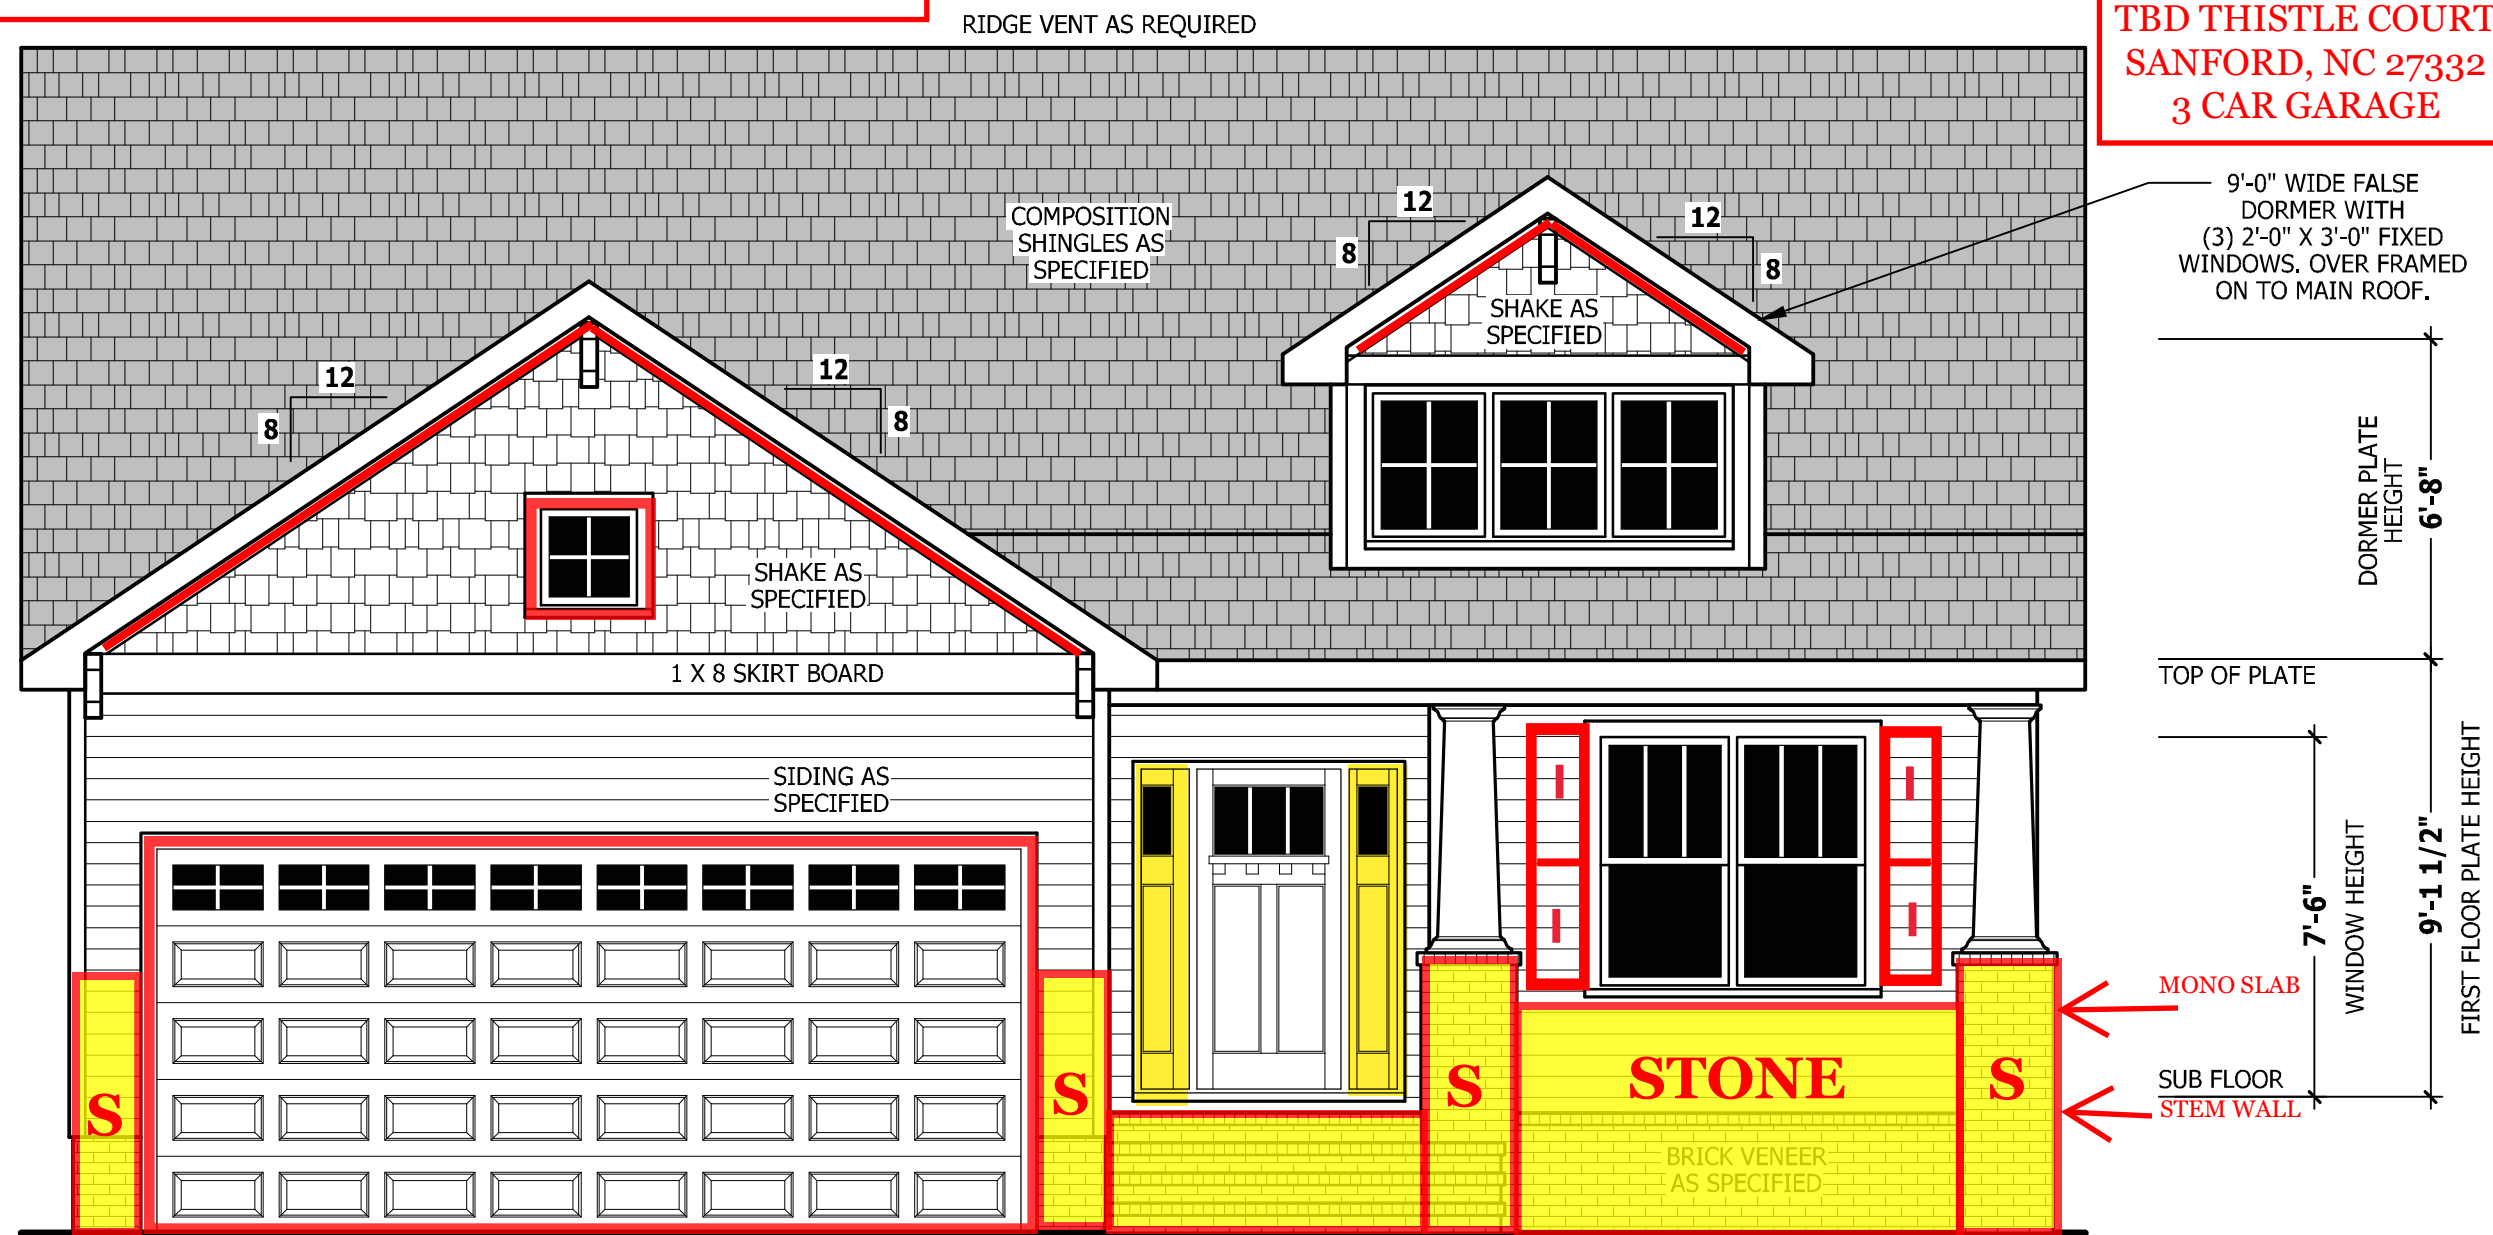 RIDGE VENT AS REQUIRED
TBD THISTLE COURT
SANFORD, NC 27332
3 CAR GARAGE
9'-0" WIDE FALSE
DORMER WITH
(3) 2'-0" X 3'-0" FIXED
WINDOWS. OVER FRAMED
ON TO MAIN ROOF.
COMPOSITION
SHINGLES AS
SPECIFIED
12
8
12
8
SHAKE AS
SPECIFIED
12
8
12
8
SHAKE AS
SPECIFIED
DORMER PLATE
HEIGHT
6'-8"
1 X 8 SKIRT BOARD
TOP OF PLATE
SIDING AS
SPECIFIED
7'-6"
WINDOW HEIGHT
9'-1 1/2"
FIRST FLOOR PLATE HEIGHT
MONO SLAB
SUB FLOOR
STEM WALL
S
S
S
STONE
S
BRICK VENEER
AS SPECIFIED